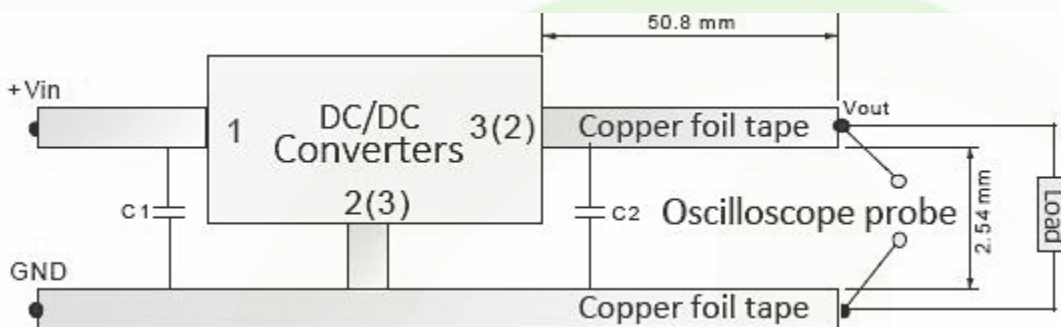 50.8 mm
+Vin
DC/DC
Converters
1
3(2)
2(3)
Copper foil tape
Vout
C1
C2
Oscilloscope probe
2.54 mm
Load
GND
Copper foil tape